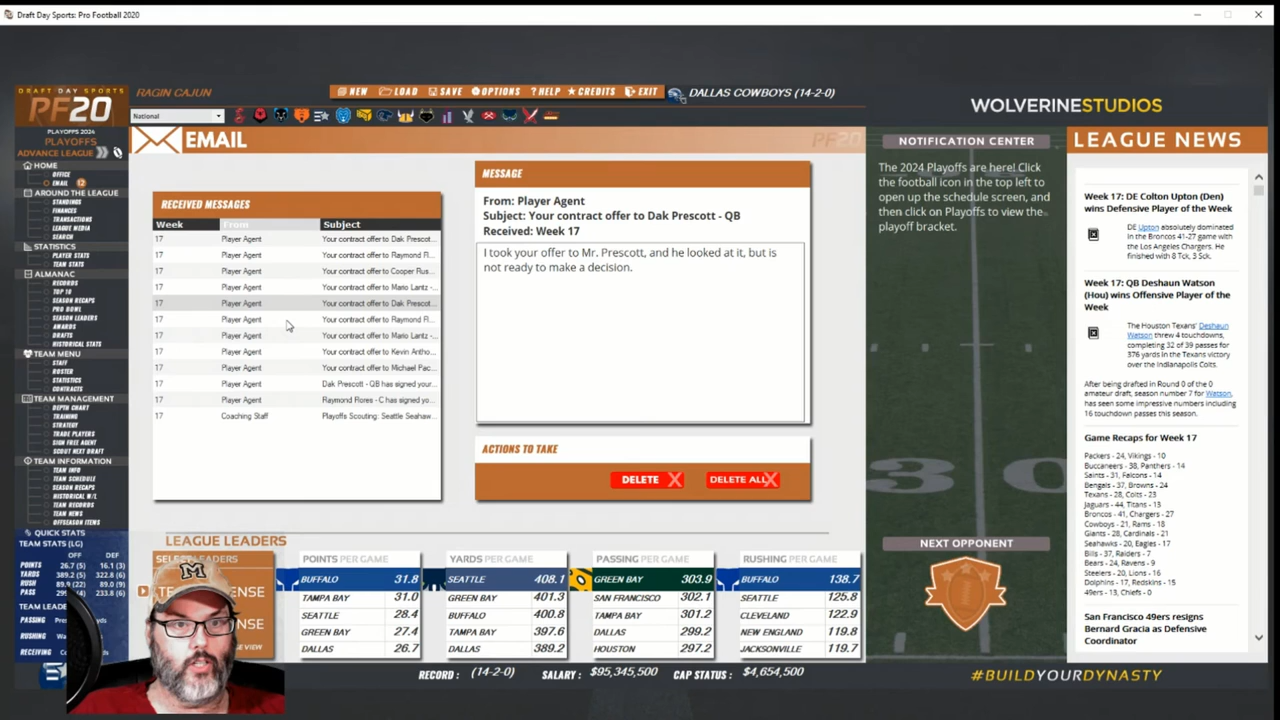 Draft Day Sports: Pro Football 2020
DRAFT DAY SPORTS
PF20
RAGIN CAJUN
NEW LOAD SAVE OPTIONS ? HELP CREDITS EXIT
DALLAS COWBOYS (14-2-0)
WOLVERINESTUDIOS
National
PLAYOFFS 2024
PLAYOFFS
ADVANCE LEAGUE
HOME
OFFICE
EMAIL 12
AROUND THE LEAGUE
STANDINGS
FINANCES
TRANSACTIONS
LEAGUE MEDIA
SEARCH
STATISTICS
PLAYER STATS
TEAM STATS
ALMANAC
RECORDS
TOP 10
SEASON RECAPS
PRO BOWL
SEASON LEADERS
AWARDS
DRAFTS
HISTORICAL STATS
TEAM MENU
STAFF
ROSTER
STATISTICS
CONTRACTS
TEAM MANAGEMENT
DEPTH CHART
TRAINING
STRATEGY
TRADE PLAYERS
SIGN FREE AGENT
SCOUT NEXT DRAFT
TEAM INFORMATION
TEAM INFO
TEAM SCHEDULE
SEASON RECAPS
HISTORICAL W/L
TEAM RECORDS
TEAM NEWS
OFFSEASON ITEMS
QUICK STATS
TEAM STATS (LG)
OFF DEF
POINTS 26.7 (5) 16.1 (3)
YARDS 389.2 (5) 322.8 (6)
RUSH 89.9 (22) 89.0 (9)
PASS 233.8 (6)
TEAM LEADE
PASSING
RUSHING
RECEIVING
EMAIL
PF20
RECEIVED MESSAGES
Week From Subject
17 Player Agent Your contract offer to Dak Prescot...
17 Player Agent Your contract offer to Raymond Fl...
17 Player Agent Your contract offer to Cooper Rus...
17 Player Agent Your contract offer to Mario Lantz -...
17 Player Agent Your contract offer to Dak Prescot...
17 Player Agent Your contract offer to Raymond Fl...
17 Player Agent Your contract offer to Mario Lantz -...
17 Player Agent Your contract offer to Kevin Antho...
17 Player Agent Your contract offer to Michael Pac...
17 Player Agent Dak Prescott - QB has signed your...
17 Player Agent Raymond Flores - C has signed yo...
17 Coaching Staff Playoffs Scouting: Seattle Seahaw...
MESSAGE
From: Player Agent
Subject: Your contract offer to Dak Prescott - QB
Received: Week 17
I took your offer to Mr. Prescott, and he looked at it, but is
not ready to make a decision.
ACTIONS TO TAKE
DELETE X DELETE ALL X
NOTIFICATION CENTER
The 2024 Playoffs are here! Click
the football icon in the top left to
open up the schedule screen, and
then click on Playoffs to view the
playoff bracket.
3 0
NEXT OPPONENT
LEAGUE NEWS
Week 17: DE Colton Upton (Den)
wins Defensive Player of the
Week
DE Upton absolutely dominated
in the Broncos 41-27 game with
the Los Angeles Chargers. He
finished with 8 Tck, 3 Sck.
Week 17: QB Deshaun Watson
(Hou) wins Offensive Player of the
Week
The Houston Texans' Deshaun
Watson threw 4 touchdowns,
completing 32 of 39 passes for
376 yards in the Texans victory
over the Indianapolis Colts.
After being drafted in Round 0 of the 0
amateur draft, season number 7 for Watson,
has seen some impressive numbers including
16 touchdown passes this season.
Game Recaps for Week 17
Packers - 24, Vikings - 10
Buccaneers - 38, Panthers - 14
Saints - 31, Falcons - 14
Bengals - 37, Browns - 24
Texans - 28, Colts - 23
Jaguars - 44, Titans - 13
Broncos - 41, Chargers - 27
Cowboys - 21, Rams - 18
Giants - 28, Cardinals - 21
Seahawks - 20, Eagles - 17
Bills - 37, Raiders - 7
Bears - 24, Ravens - 9
Steelers - 20, Lions - 16
Dolphins - 17, Redskins - 15
49ers - 13, Chiefs - 0
San Francisco 49ers resigns
Bernard Gracia as Defensive
Coordinator
LEAGUE LEADERS
SELECT LEADERS
POINTS PER GAME
BUFFALO 31.8
TAMPA BAY 31.0
SEATTLE 28.4
GREEN BAY 27.4
DALLAS 26.7
YARDS PER GAME
SEATTLE 408.1
GREEN BAY 401.3
BUFFALO 400.8
TAMPA BAY 397.6
DALLAS 389.2
PASSING PER GAME
GREEN BAY 303.9
SAN FRANCISCO 302.1
TAMPA BAY 301.2
DALLAS 299.2
HOUSTON 297.2
RUSHING PER GAME
BUFFALO 138.7
SEATTLE 125.8
CLEVELAND 122.9
NEW ENGLAND 119.8
JACKSONVILLE 119.7
RECORD : (14-2-0) SALARY : $95,345,500 CAP STATUS : $4,654,500
#BUILDYOURDYNASTY
M